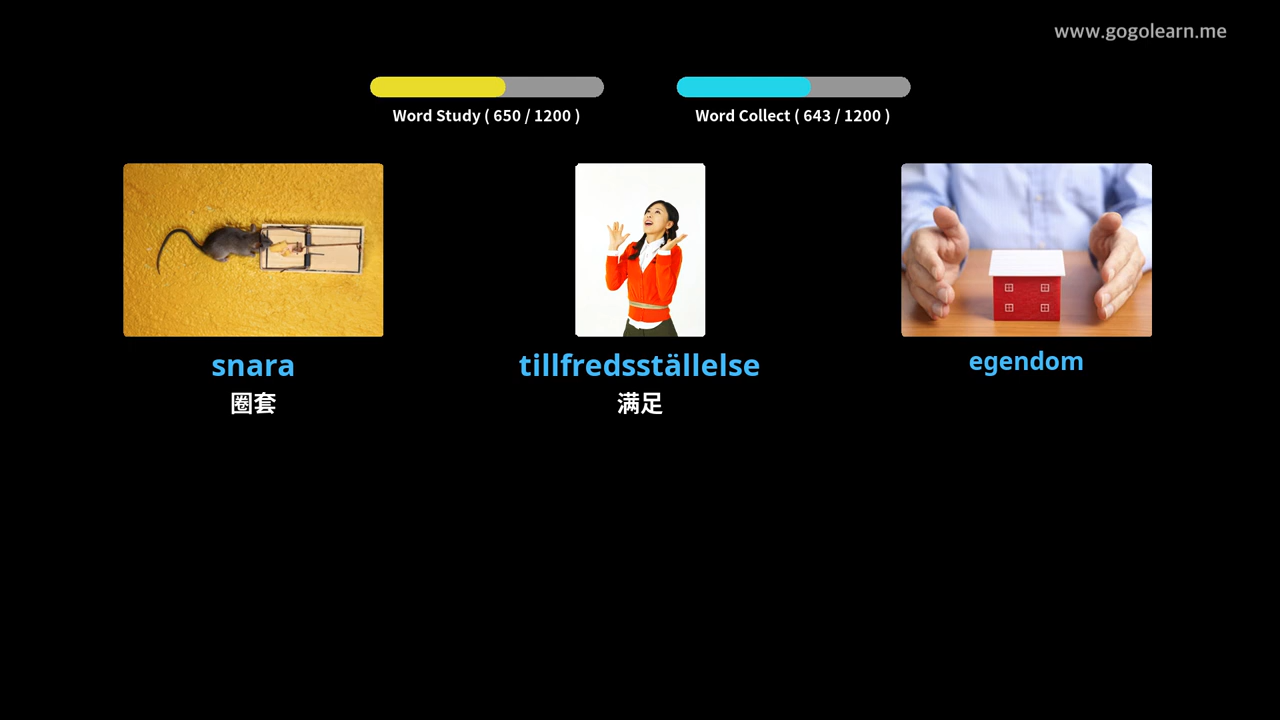 www.gogolearn.me
Word Study ( 650 / 1200 )
Word Collect ( 643 / 1200 )
snara
圈套
tillfredsställelse
满足
egendom